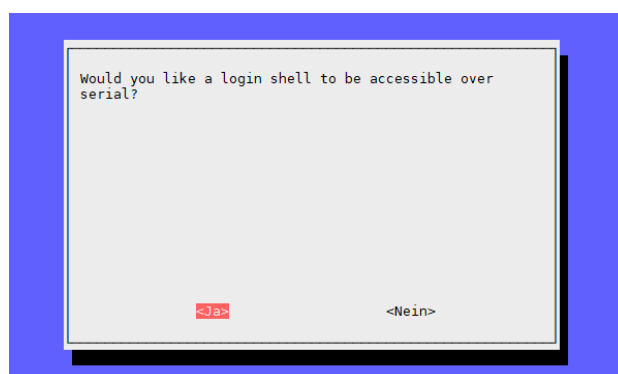 Would you like a login shell to be accessible over
serial?
<Ja> <Nein>